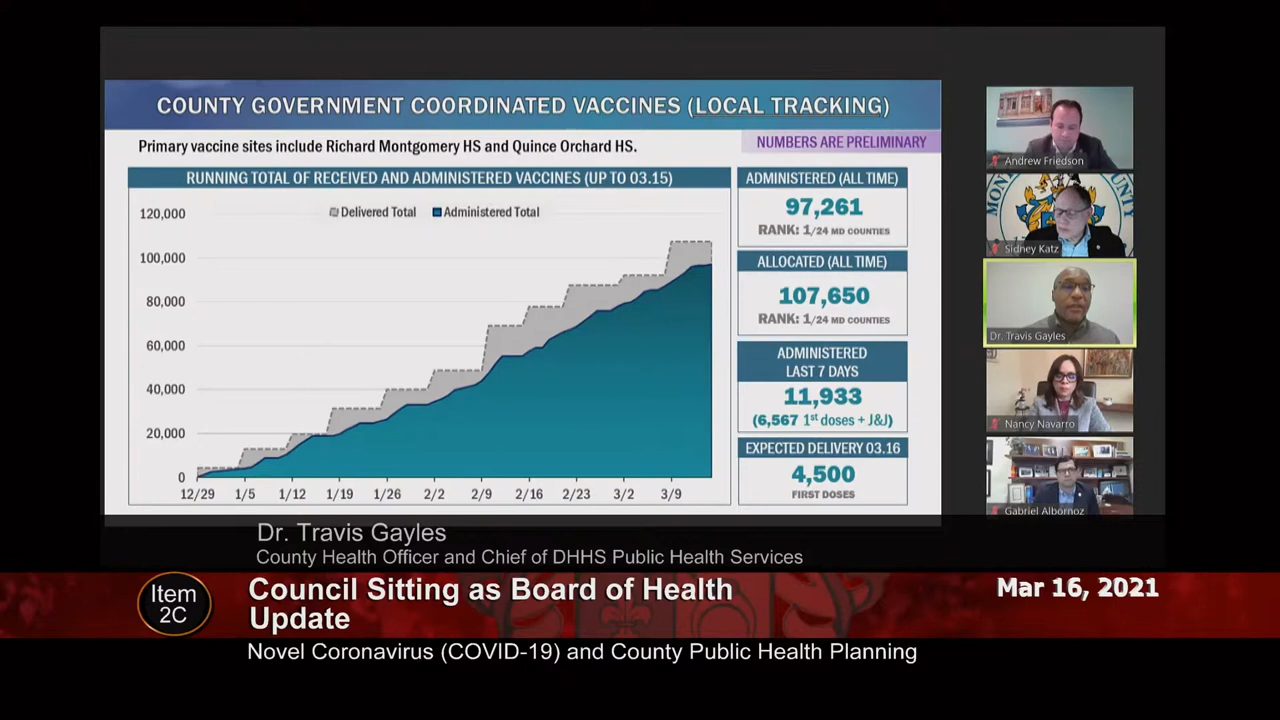 COUNTY GOVERNMENT COORDINATED VACCINES (LOCAL TRACKING)
Primary vaccine sites include Richard Montgomery HS and Quince Orchard HS.
NUMBERS ARE PRELIMINARY
RUNNING TOTAL OF RECEIVED AND ADMINISTERED VACCINES (UP TO 03.15)
Delivered Total
Administered Total
120,000
100,000
80,000
60,000
40,000
20,000
0
12/29 1/5 1/12 1/19 1/26 2/2 2/9 2/16 2/23 3/2 3/9
ADMINISTERED (ALL TIME)
97,261
RANK: 1/24 MD COUNTIES
ALLOCATED (ALL TIME)
107,650
RANK: 1/24 MD COUNTIES
ADMINISTERED
LAST 7 DAYS
11,933
(6,567 1st doses + J&J)
EXPECTED DELIVERY 03.16
4,500
FIRST DOSES
Andrew Friedson
Sidney Katz
Dr. Travis Gayles
Nancy Navarro
Gabriel Albornoz
Dr. Travis Gayles
County Health Officer and Chief of DHHS Public Health Services
Item
2C
Council Sitting as Board of Health
Update
Mar 16, 2021
Novel Coronavirus (COVID-19) and County Public Health Planning